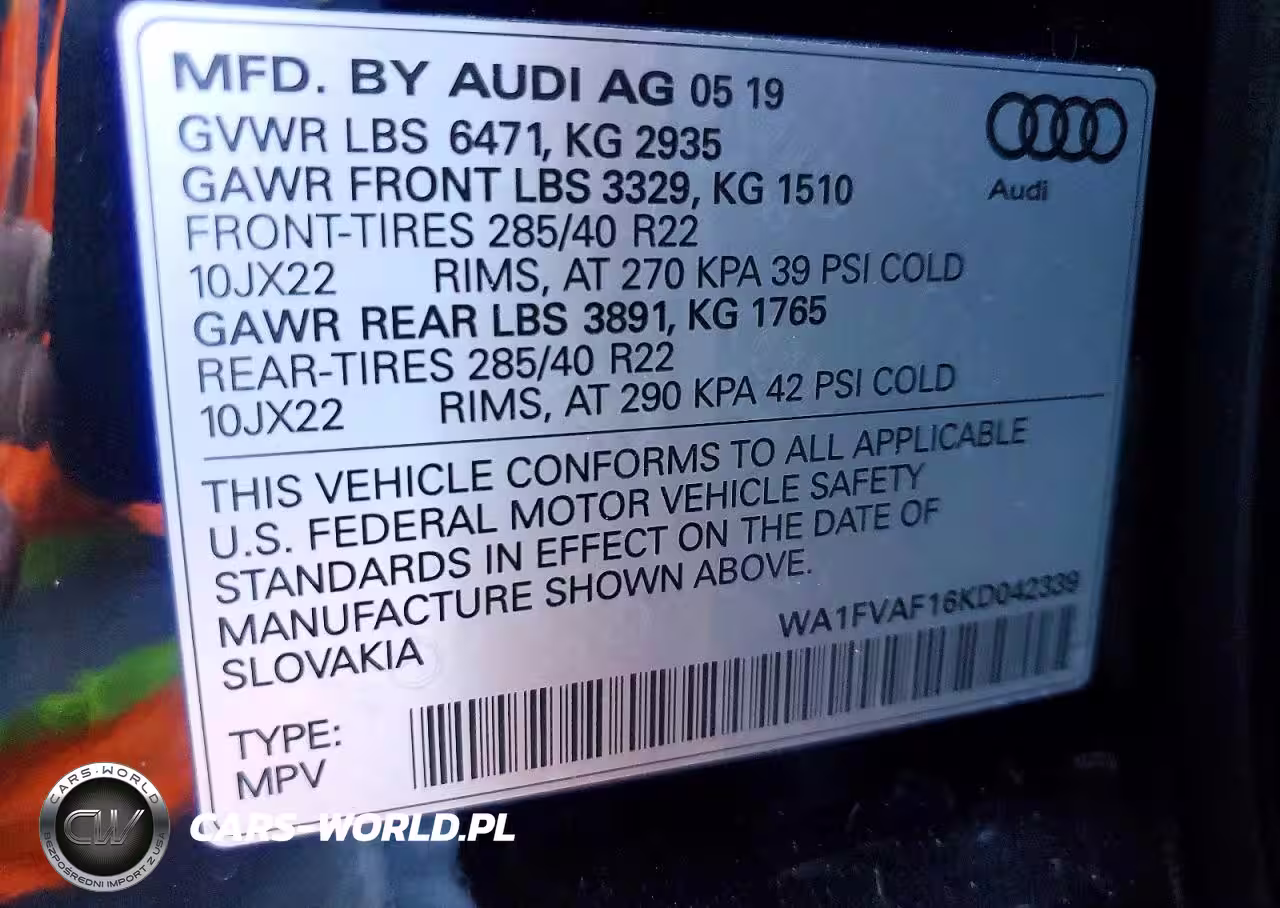 MFD. BY AUDI AG 05 19
GVWR LBS 6471, KG 2935
GAWR FRONT LBS 3329, KG 1510
FRONT-TIRES 285/40 R22
10JX22 RIMS, AT 270 KPA 39 PSI COLD
GAWR REAR LBS 3891, KG 1765
REAR-TIRES 285/40 R22
10JX22 RIMS, AT 290 KPA 42 PSI COLD
Audi
THIS VEHICLE CONFORMS TO ALL APPLICABLE
U.S. FEDERAL MOTOR VEHICLE SAFETY
STANDARDS IN EFFECT ON THE DATE OF
MANUFACTURE SHOWN ABOVE.
SLOVAKIA
WA1FVAF16KD042339
TYPE:
MPV
CARS-WORLD
CW
BEZPOŚREDNI IMPORT Z USA
CARS-WORLD.PL